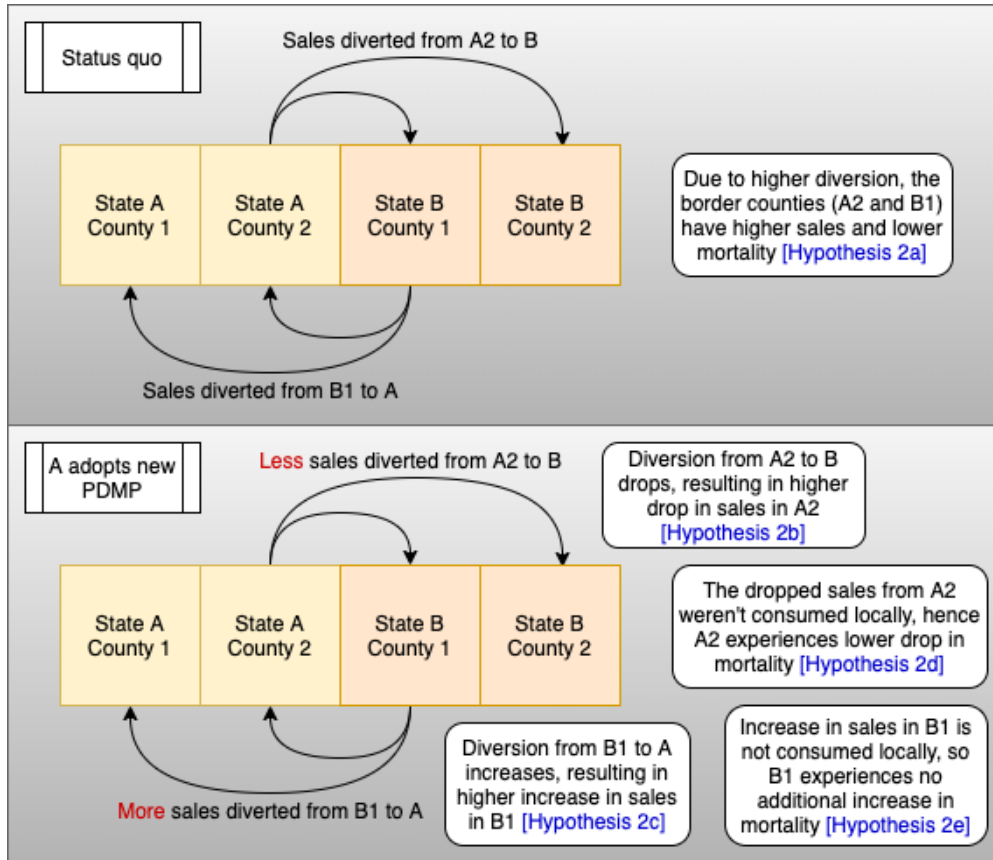 Status quo
Sales diverted from A2 to B
State A
County 1
State A
County 2
State B
County 1
State B
County 2
Due to higher diversion, the
border counties (A2 and B1)
have higher sales and lower
mortality [Hypothesis 2a]
Sales diverted from B1 to A
A adopts new
PDMP
Less sales diverted from A2 to B
Diversion from A2 to B
drops, resulting in higher
drop in sales in A2
[Hypothesis 2b]
State A
County 1
State A
County 2
State B
County 1
State B
County 2
The dropped sales from A2
weren't consumed locally, hence
A2 experiences lower drop in
mortality [Hypothesis 2d]
More sales diverted from B1 to A
Diversion from B1 to A
increases, resulting in
higher increase in sales
in B1 [Hypothesis 2c]
Increase in sales in B1 is
not consumed locally, so
B1 experiences no
additional increase in
mortality [Hypothesis 2e]